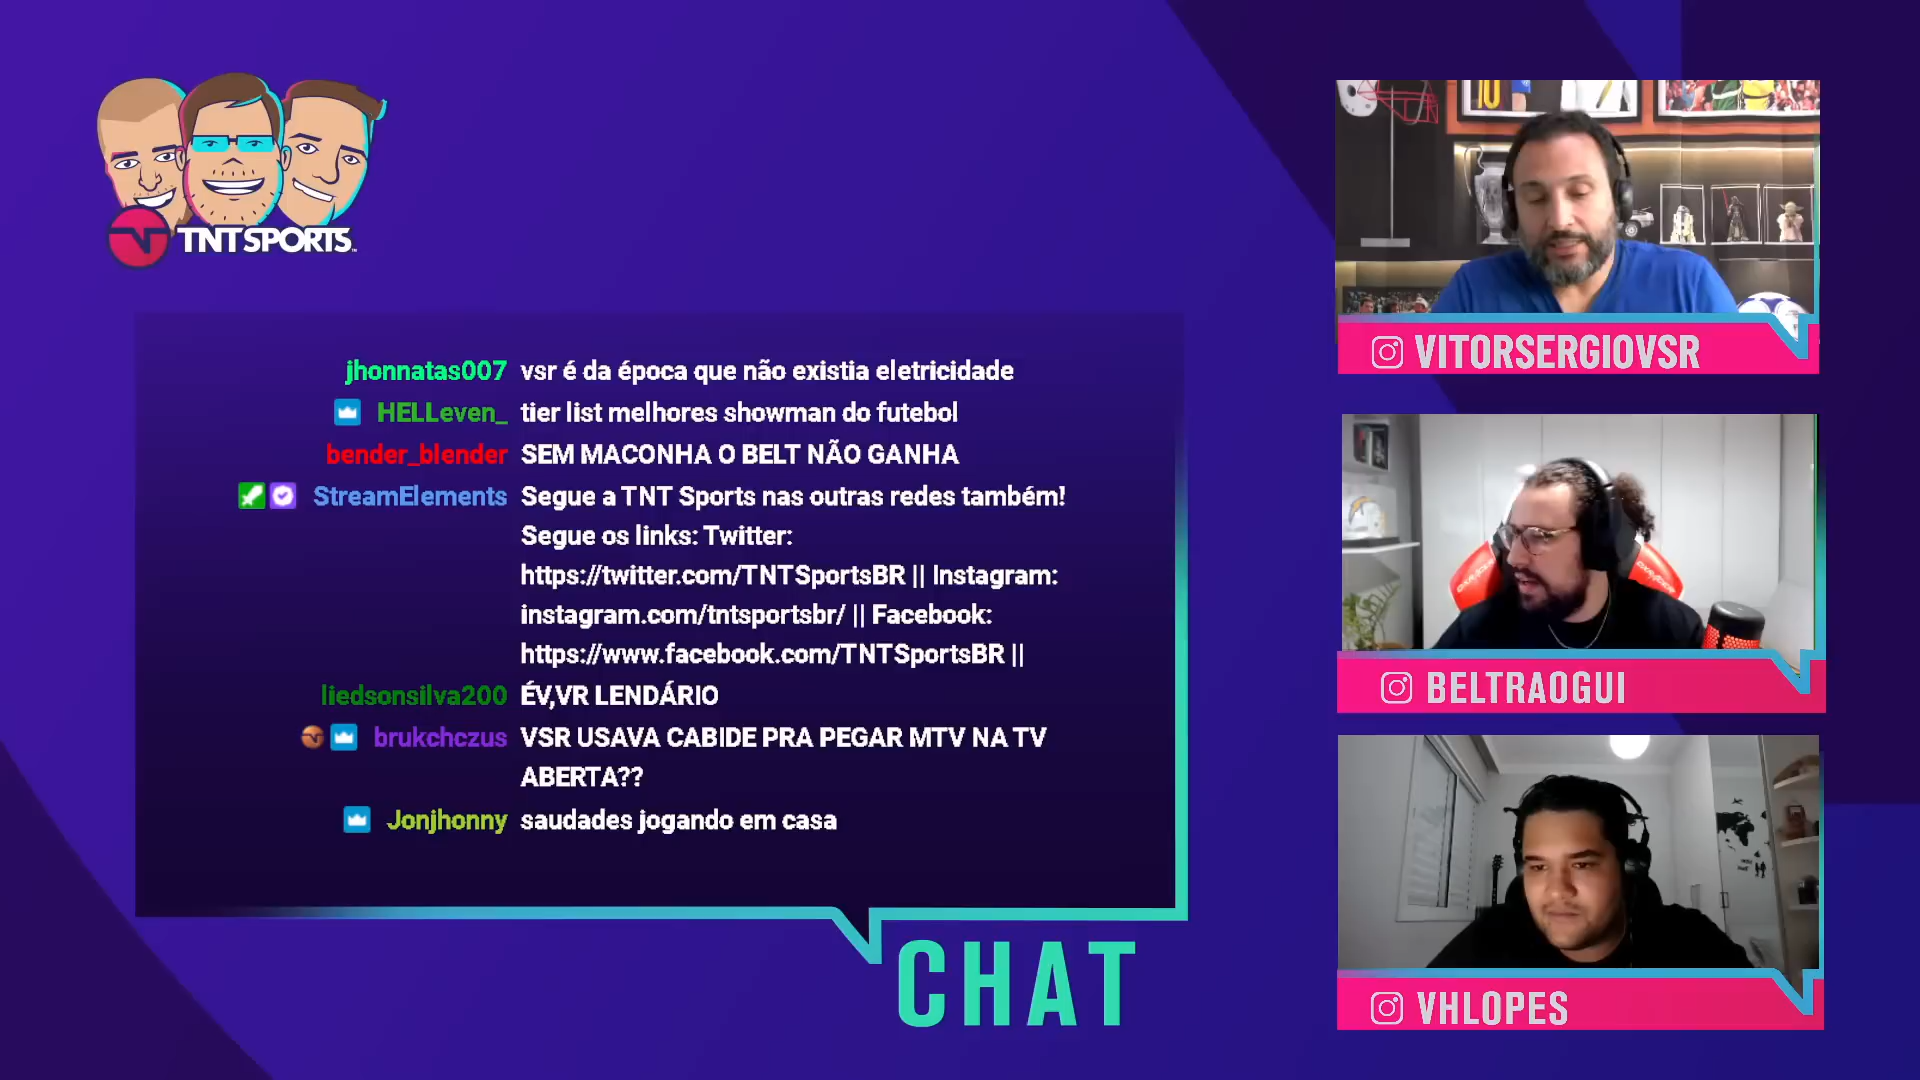 TNT SPORTS
jhonnatas007 vsr é da época que não existia eletricidade
HELLeven_ tier list melhores showman do futebol
bender_blender SEM MACONHA O BELT NÃO GANHA
StreamElements Segue a TNT Sports nas outras redes também!
Segue os links: Twitter:
https://twitter.com/TNTSportsBR || Instagram:
instagram.com/tntsportsbr/ || Facebook:
https://www.facebook.com/TNTSportsBR ||
liedsonsilva200 ÉV,VR LENDÁRIO
brukchczus VSR USAVA CABIDE PRA PEGAR MTV NA TV
ABERTA??
Jonjhonny saudades jogando em casa
CHAT
10
VITORSERGIOVSR
BELTRAOGUI
VHLOPES